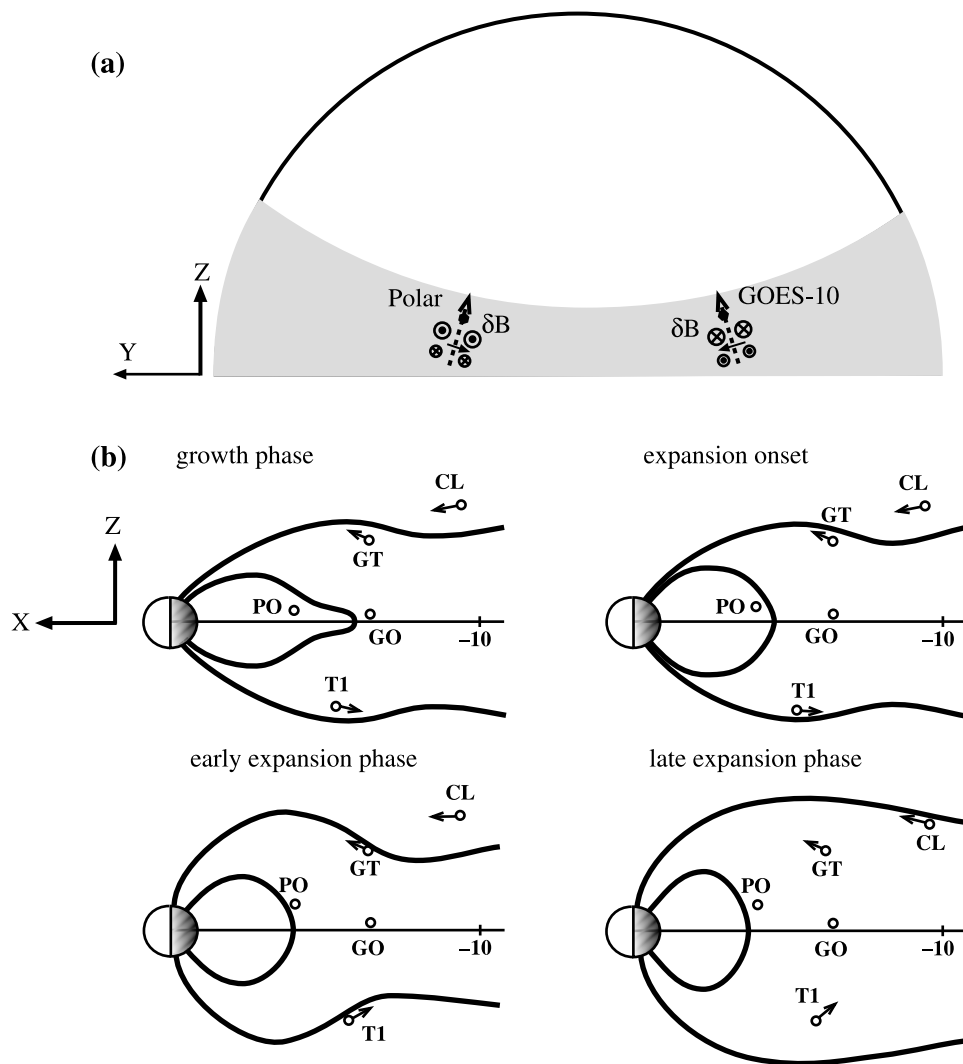 (a)
Z
Y
Polar
δB
GOES-10
δB
(b)
growth phase
expansion onset
Z
X
CL
GT
PO
GO
–10
T1
CL
GT
PO
GO
–10
T1
early expansion phase
late expansion phase
CL
GT
PO
GO
–10
T1
CL
GT
PO
GO
–10
T1